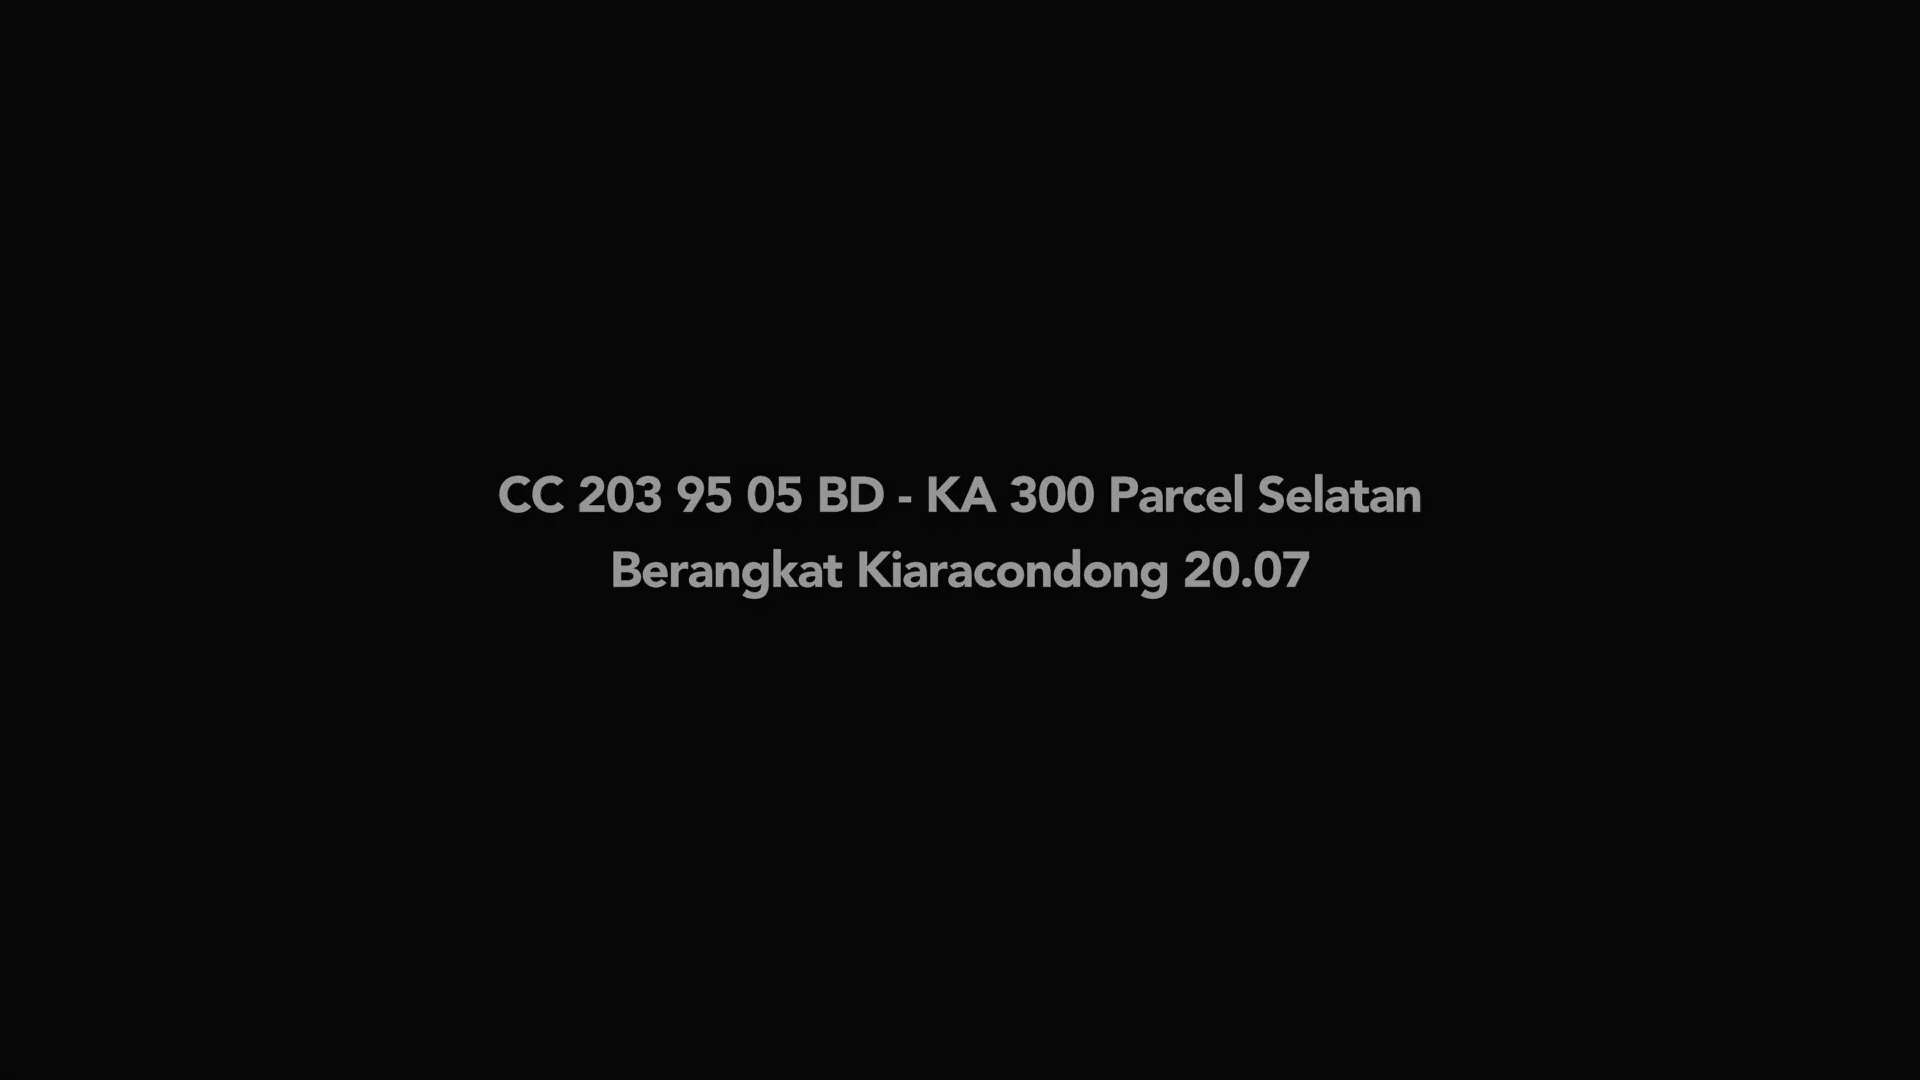 CC 203 95 05 BD - KA 300 Parcel Selatan
Berangkat Kiaracondong 20.07